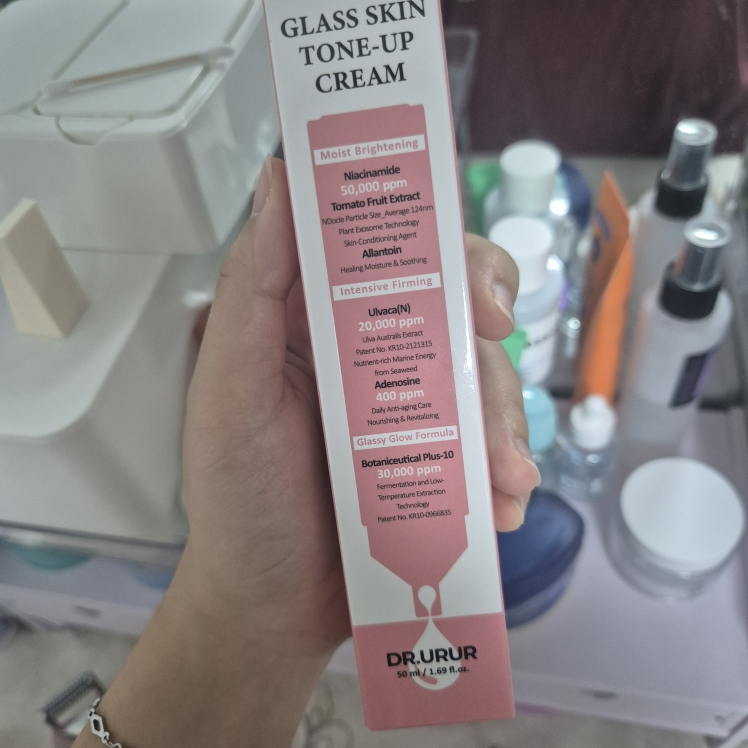 GLASS SKIN
TONE-UP
CREAM
Moist Brightening
Niacinamide
50,000 ppm
Tomato Fruit Extract
NDocle Particle Size_Average 124nm
Plant Exosome Technology
Skin-Conditioning Agent
Allantoin
Healing Moisture & Soothing
Intensive Firming
Ulvaca(N)
20,000 ppm
Ulva Australis Extract
Patent No. KR10-2121315
Nutrient-rich Marine Energy
from Seaweed
Adenosine
400 ppm
Daily Anti-aging Care
Nourishing & Revitalizing
Glassy Glow Formula
Botaniceutical Plus-10
30,000 ppm
Fermentation and Low-
Temperature Extraction
Technology
Patent No. KR10-0966835
DR.URUR
50 ml / 1.69 fl.oz.